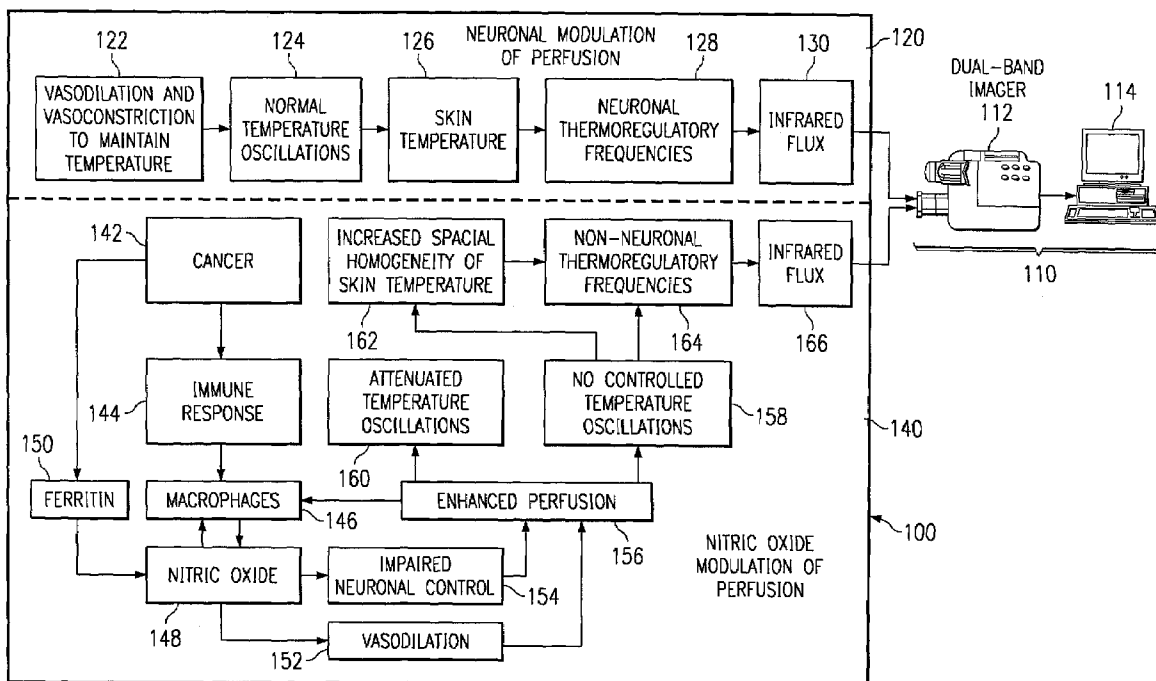 NEURONAL MODULATION
OF PERFUSION
122
124
126
128
130
120
VASODILATION AND
VASOCONSTRICTION
TO MAINTAIN
TEMPERATURE
NORMAL
TEMPERATURE
OSCILLATIONS
SKIN
TEMPERATURE
NEURONAL
THERMOREGULATORY
FREQUENCIES
INFRARED
FLUX
DUAL-BAND
IMAGER
112
114
110
142
CANCER
INCREASED SPACIAL
HOMOGENEITY OF
SKIN TEMPERATURE
162
NON-NEURONAL
THERMOREGULATORY
FREQUENCIES
164
INFRARED
FLUX
166
144
IMMUNE
RESPONSE
ATTENUATED
TEMPERATURE
OSCILLATIONS
160
NO CONTROLLED
TEMPERATURE
OSCILLATIONS
158
140
150
FERRITIN
MACROPHAGES
146
ENHANCED PERFUSION
156
100
NITRIC OXIDE
148
IMPAIRED
NEURONAL CONTROL
154
NITRIC OXIDE
MODULATION OF
PERFUSION
VASODILATION
152